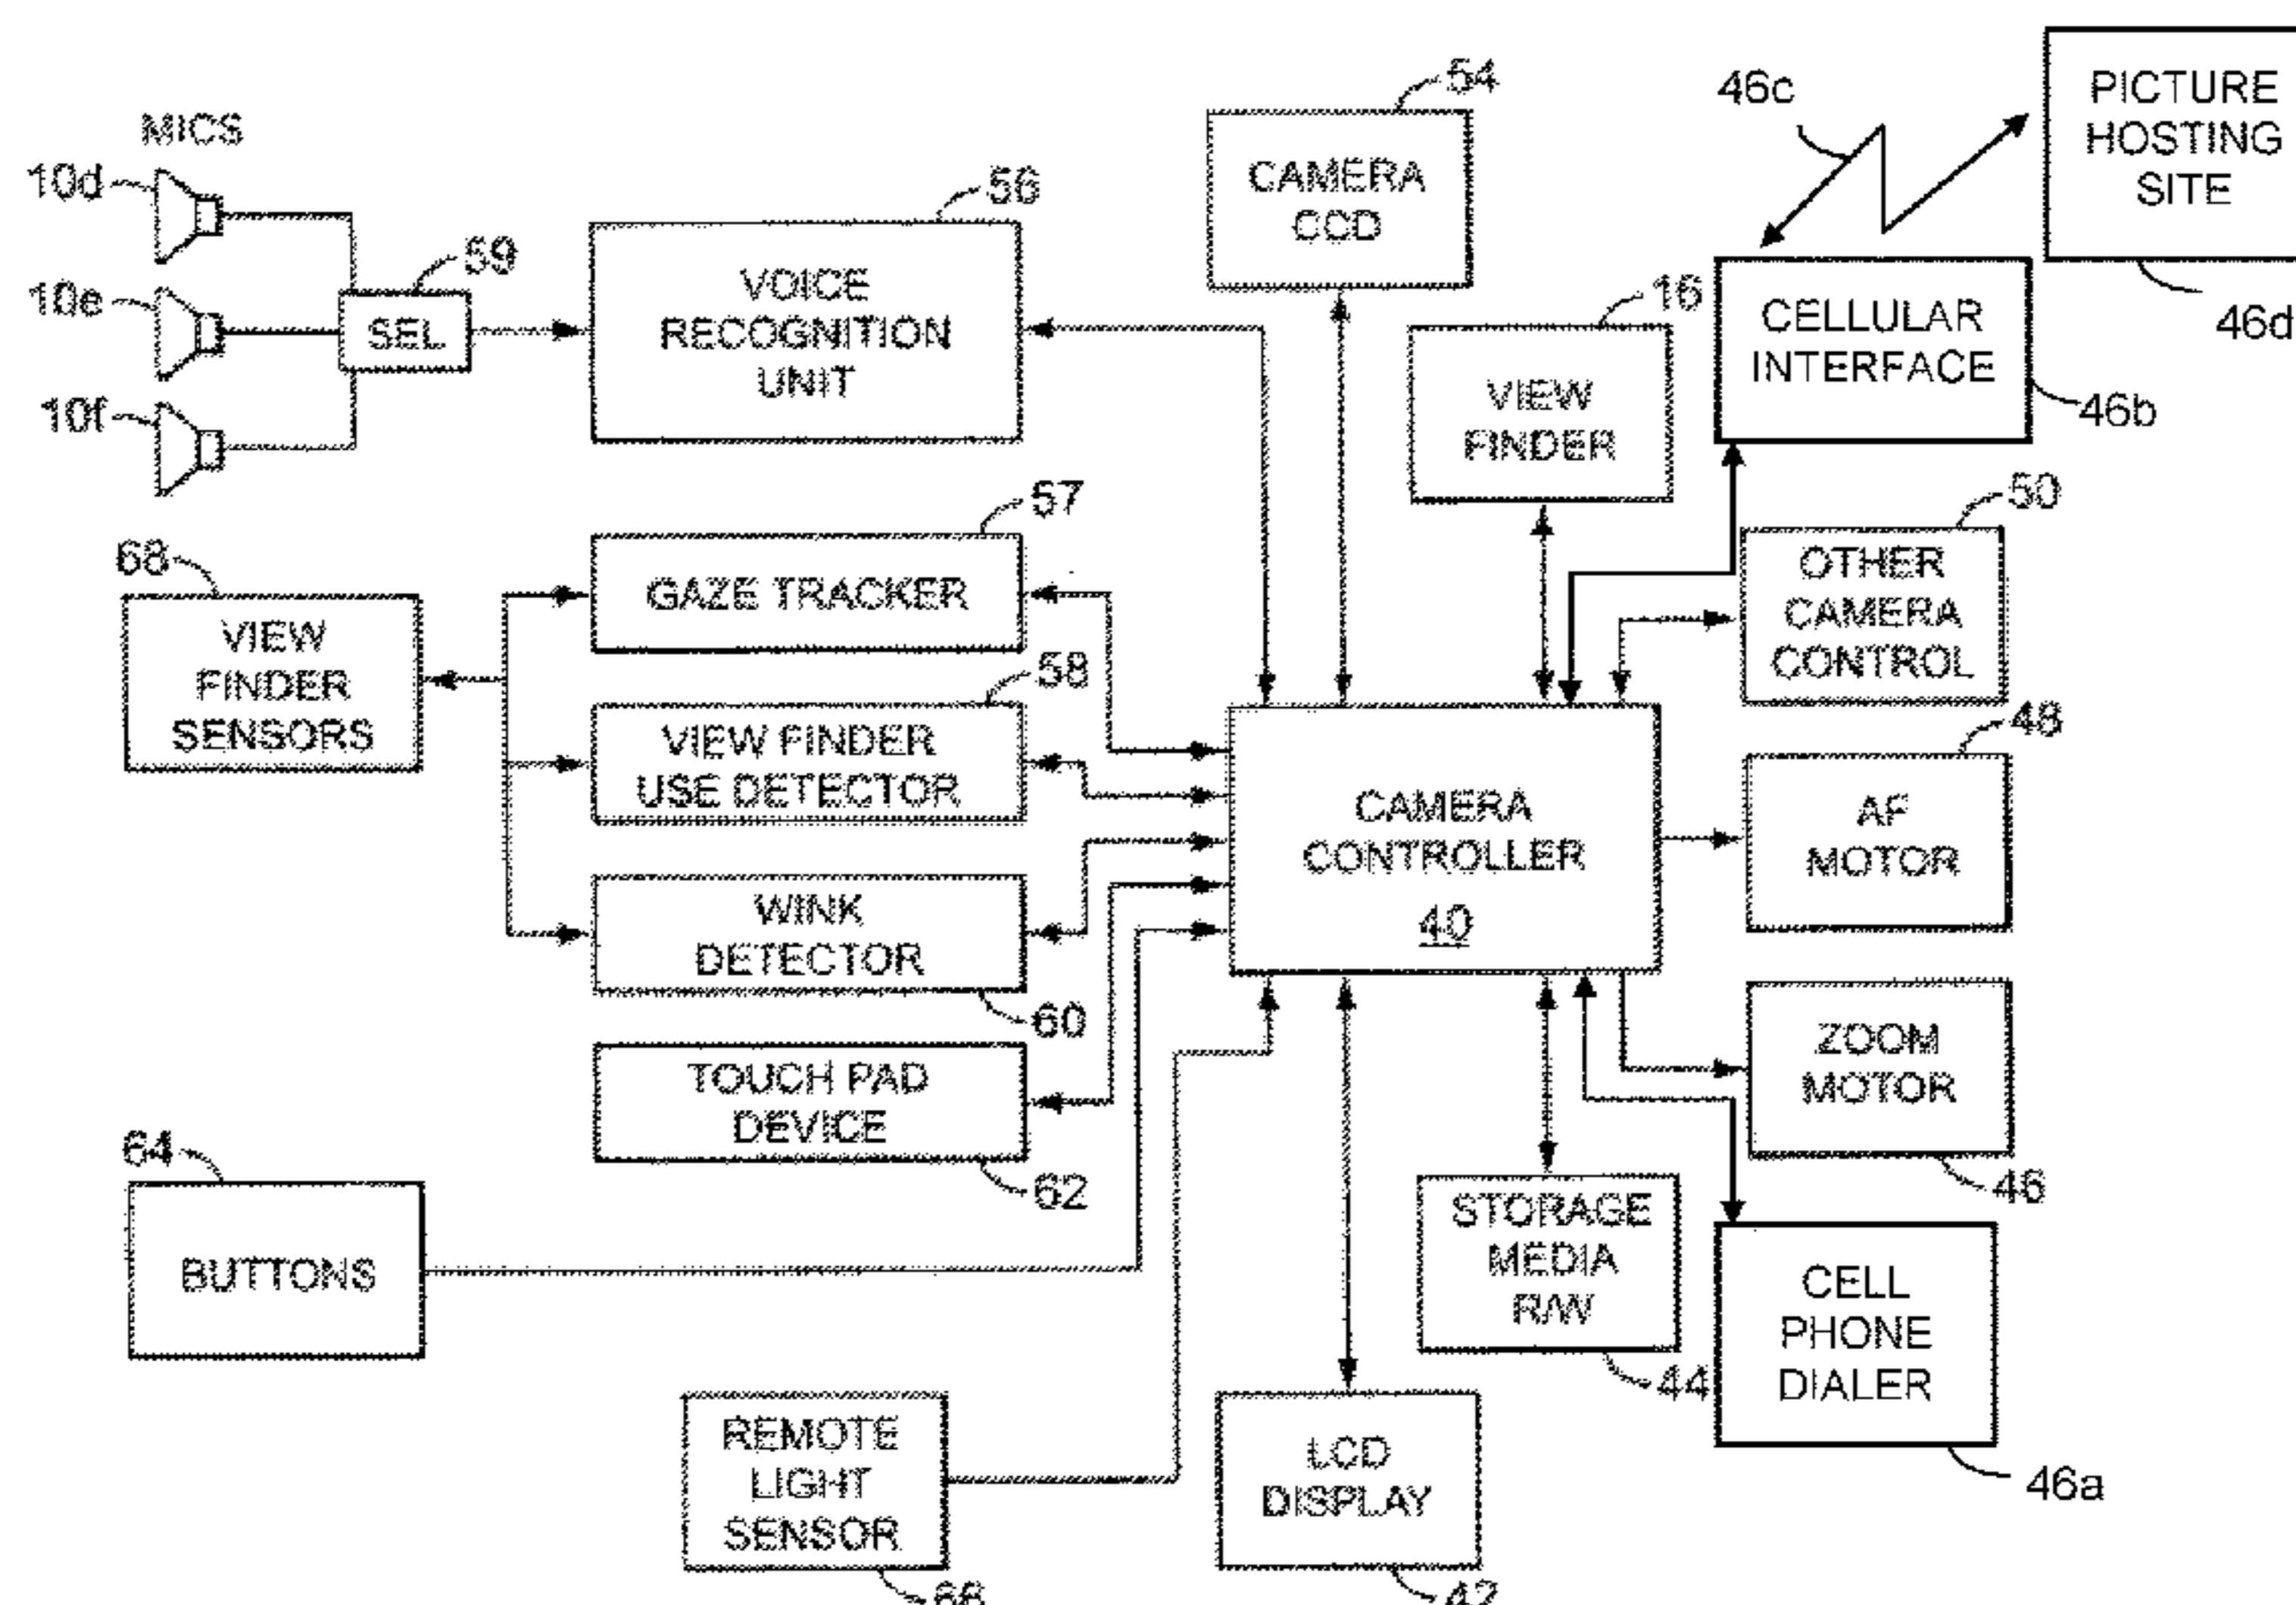 MICS
10d
10e
10f
59
SEL
56
VOICE
RECOGNITION
UNIT
54
CAMERA
CCD
16
VIEW
FINDER
46c
PICTURE
HOSTING
SITE
46d
CELLULAR
INTERFACE
46b
50
OTHER
CAMERA
CONTROL
48
AF
MOTOR
68
VIEW
FINDER
SENSORS
57
GAZE TRACKER
58
VIEW FINDER
USE DETECTOR
WINK
DETECTOR
60
TOUCH PAD
DEVICE
62
CAMERA
CONTROLLER
40
ZOOM
MOTOR
46
64
BUTTONS
STORAGE
MEDIA
R/W
44
CELL
PHONE
DIALER
46a
REMOTE
LIGHT
SENSOR
66
LCD
DISPLAY
42